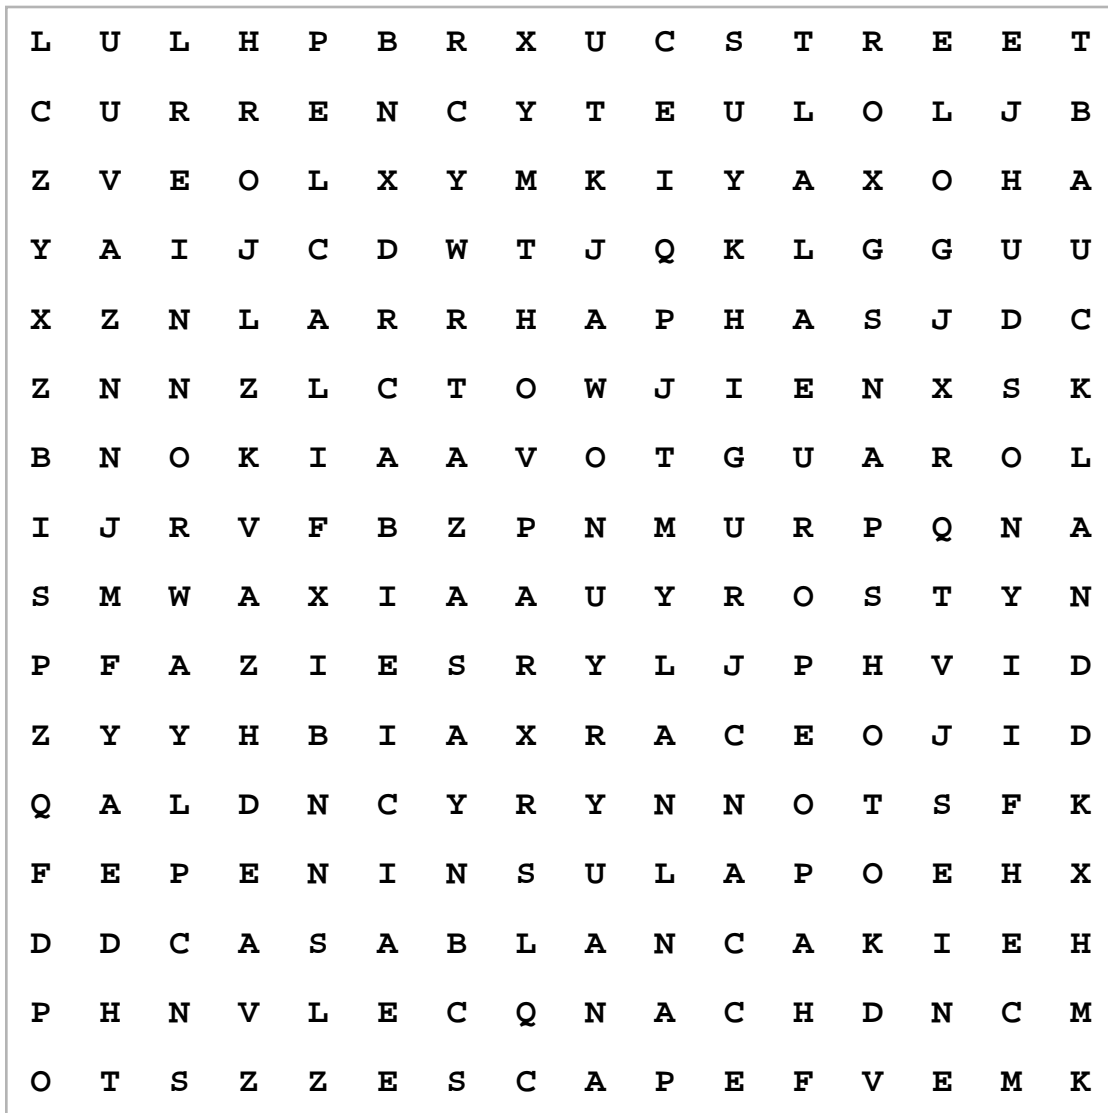 L U L H P B R X U C S T R E E T
C U R R E N C Y T E U L O L J B
Z V E O L X Y M K I Y A X O H A
Y A I J C D W T J Q K L G G U U
X Z N L A R R H A P H A S J D C
Z N N Z L C T O W J I E N X S K
B N O K I A A V O T G U A R O L
I J R V F B Z P N M U R P Q N A
S M W A X I A A U Y R O S T Y N
P F A Z I E S R Y L J P H V I D
Z Y Y H B I A X R A C E O J I D
Q A L D N C Y R Y N N O T S F K
F E P E N I N S U L A P O E H X
D D C A S A B L A N C A K I E H
P H N V L E C Q N A C H D N C M
O T S Z Z E S C A P E F V E M K